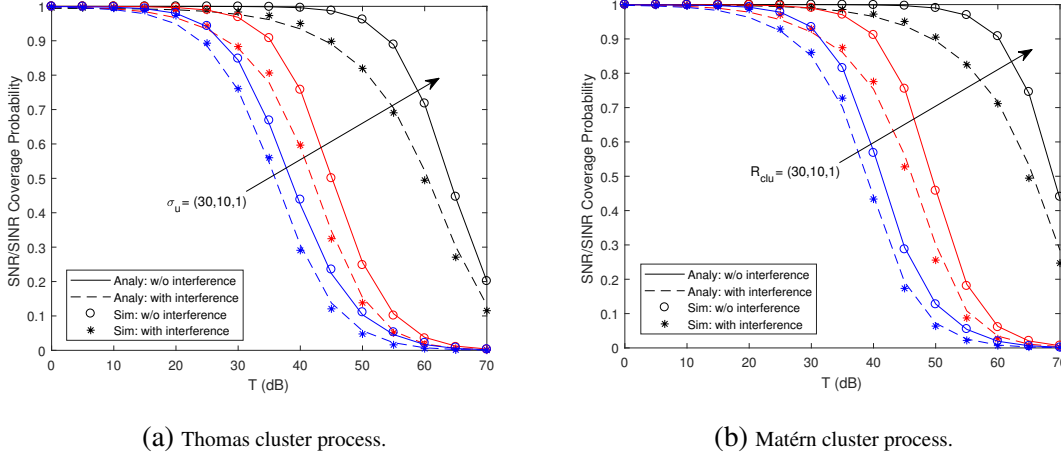 1
0.9
0.8
0.7
0.6
0.5
0.4
0.3
0.2
0.1
0
SNR/SINR Coverage Probability
σu = (30,10,1)
Analy: w/o interference
Analy: with interference
Sim: w/o interference
Sim: with interference
0 10 20 30 40 50 60 70
T (dB)
(a) Thomas cluster process.
1
0.9
0.8
0.7
0.6
0.5
0.4
0.3
0.2
0.1
0
SNR/SINR Coverage Probability
Rclu = (30,10,1)
Analy: w/o interference
Analy: with interference
Sim: w/o interference
Sim: with interference
0 10 20 30 40 50 60 70
T (dB)
(b) Matérn cluster process.